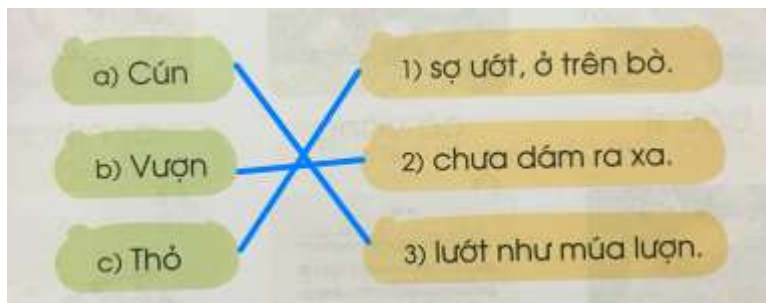 a) Cún
1) sợ ướt, ở trên bờ.
b) Vượn
2) chưa dám ra xa.
c) Thỏ
3) lướt như múa lượn.